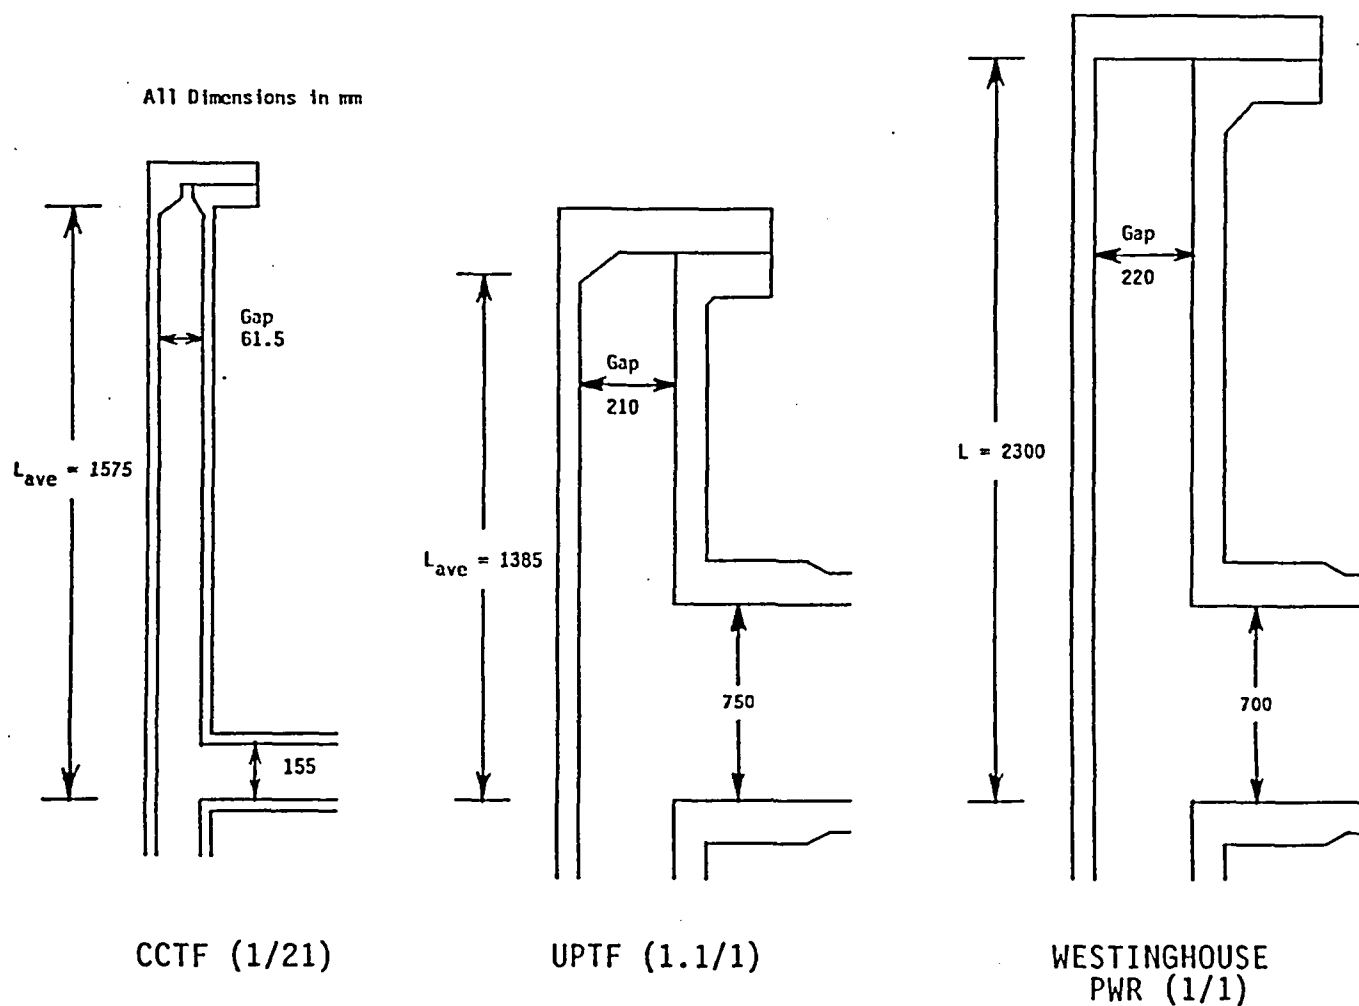 All Dimensions in mm
Gap
61.5
L_ave = 1575
155
CCTF (1/21)
Gap
210
L_ave = 1385
750
UPTF (1.1/1)
Gap
220
L = 2300
700
WESTINGHOUSE
PWR (1/1)